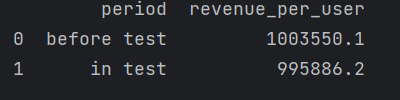 period revenue_per_user
0 before test 1003550.1
1 in test 995886.2